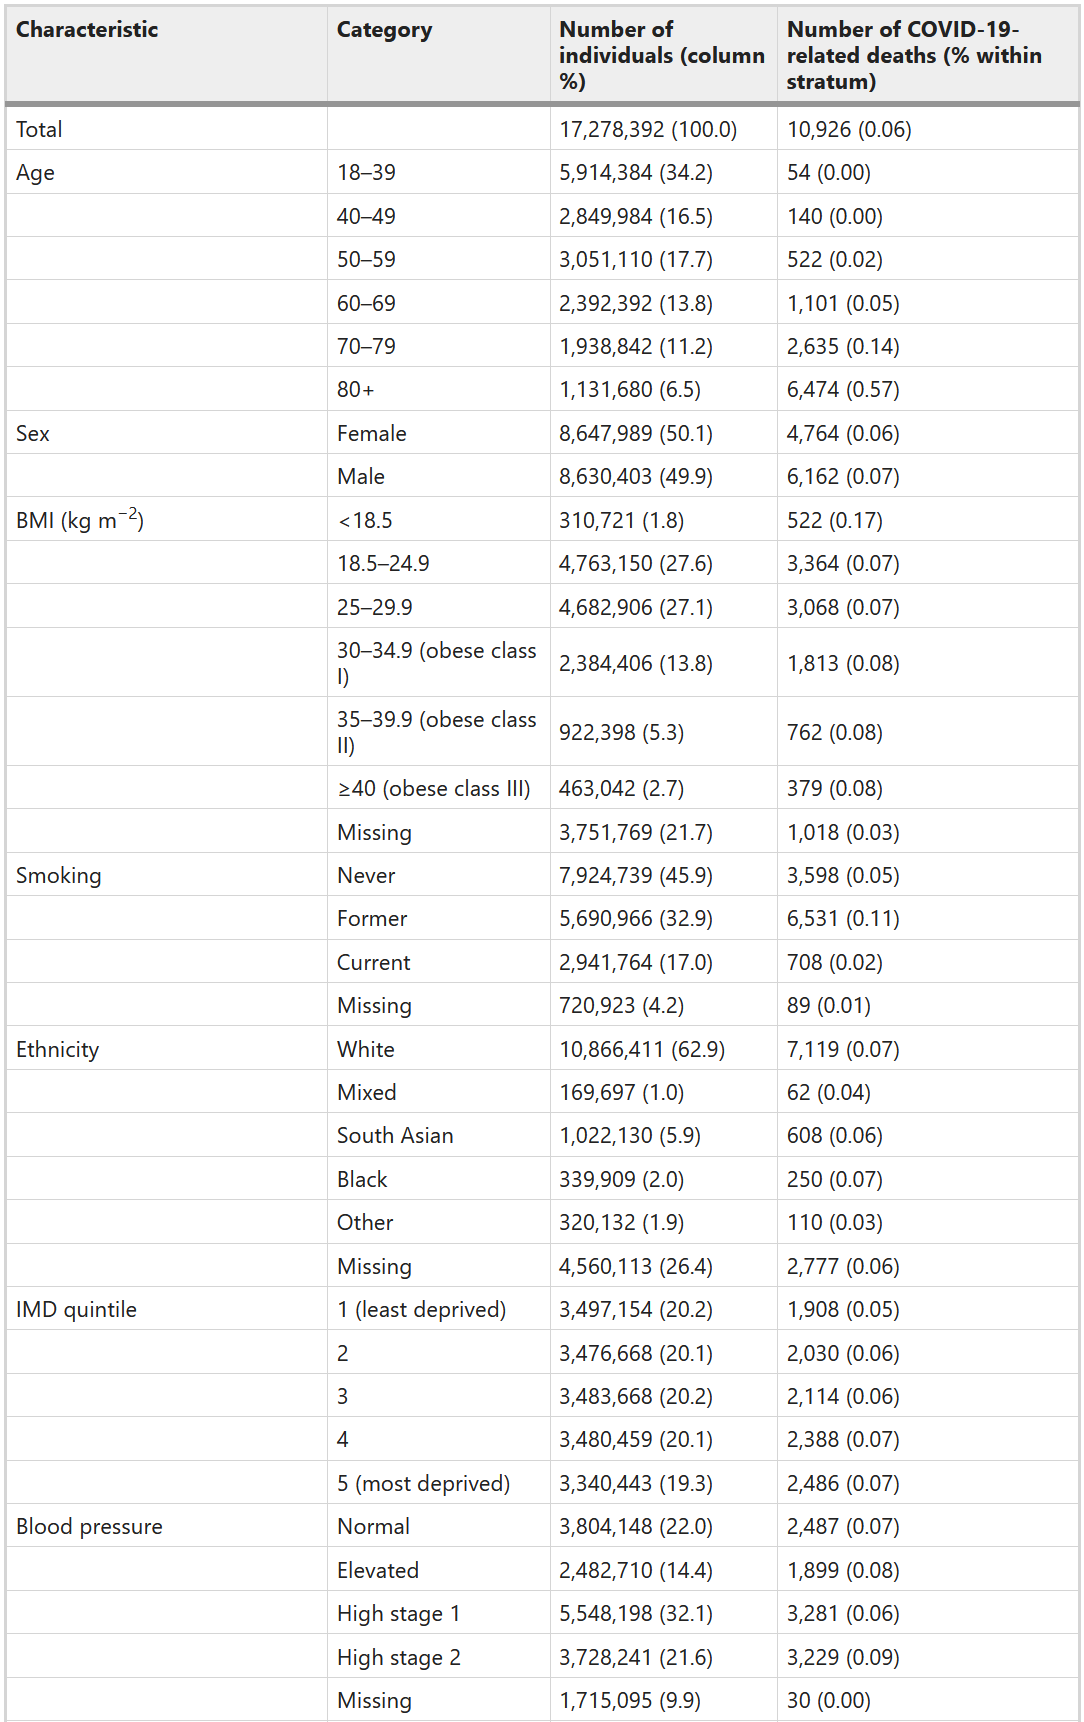 Characteristic Category Number of individuals (column %) Number of COVID-19-related deaths (% within stratum)
Total 17,278,392 (100.0) 10,926 (0.06)
Age 18–39 5,914,384 (34.2) 54 (0.00)
40–49 2,849,984 (16.5) 140 (0.00)
50–59 3,051,110 (17.7) 522 (0.02)
60–69 2,392,392 (13.8) 1,101 (0.05)
70–79 1,938,842 (11.2) 2,635 (0.14)
80+ 1,131,680 (6.5) 6,474 (0.57)
Sex Female 8,647,989 (50.1) 4,764 (0.06)
Male 8,630,403 (49.9) 6,162 (0.07)
BMI (kg m⁻²) <18.5 310,721 (1.8) 522 (0.17)
18.5–24.9 4,763,150 (27.6) 3,364 (0.07)
25–29.9 4,682,906 (27.1) 3,068 (0.07)
30–34.9 (obese class I) 2,384,406 (13.8) 1,813 (0.08)
35–39.9 (obese class II) 922,398 (5.3) 762 (0.08)
≥40 (obese class III) 463,042 (2.7) 379 (0.08)
Missing 3,751,769 (21.7) 1,018 (0.03)
Smoking Never 7,924,739 (45.9) 3,598 (0.05)
Former 5,690,966 (32.9) 6,531 (0.11)
Current 2,941,764 (17.0) 708 (0.02)
Missing 720,923 (4.2) 89 (0.01)
Ethnicity White 10,866,411 (62.9) 7,119 (0.07)
Mixed 169,697 (1.0) 62 (0.04)
South Asian 1,022,130 (5.9) 608 (0.06)
Black 339,909 (2.0) 250 (0.07)
Other 320,132 (1.9) 110 (0.03)
Missing 4,560,113 (26.4) 2,777 (0.06)
IMD quintile 1 (least deprived) 3,497,154 (20.2) 1,908 (0.05)
2 3,476,668 (20.1) 2,030 (0.06)
3 3,483,668 (20.2) 2,114 (0.06)
4 3,480,459 (20.1) 2,388 (0.07)
5 (most deprived) 3,340,443 (19.3) 2,486 (0.07)
Blood pressure Normal 3,804,148 (22.0) 2,487 (0.07)
Elevated 2,482,710 (14.4) 1,899 (0.08)
High stage 1 5,548,198 (32.1) 3,281 (0.06)
High stage 2 3,728,241 (21.6) 3,229 (0.09)
Missing 1,715,095 (9.9) 30 (0.00)